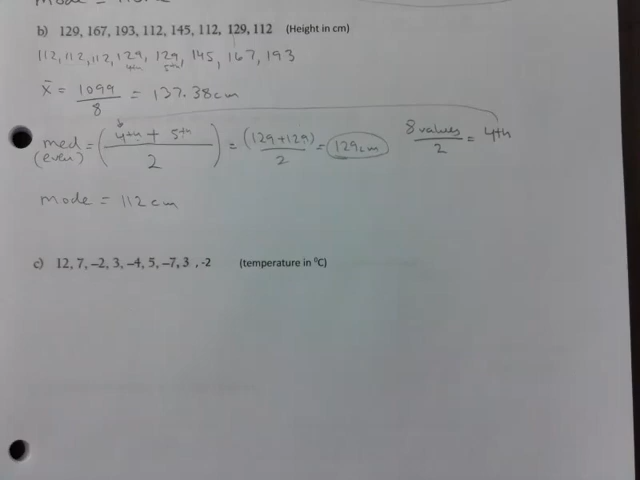 b) 129, 167, 193, 112, 145, 112, 129, 112 (Height in cm)
112, 112, 112, 129, 129, 145, 167, 193
4th 5th
x̄ = 1099/8 = 137.38cm
med (even) = (4th + 5th / 2) = (129+129)/2 = 129cm 8 values/2 = 4th
mode = 112cm
c) 12, 7, -2, 3, -4, 5, -7, 3 , -2 (temperature in °C)